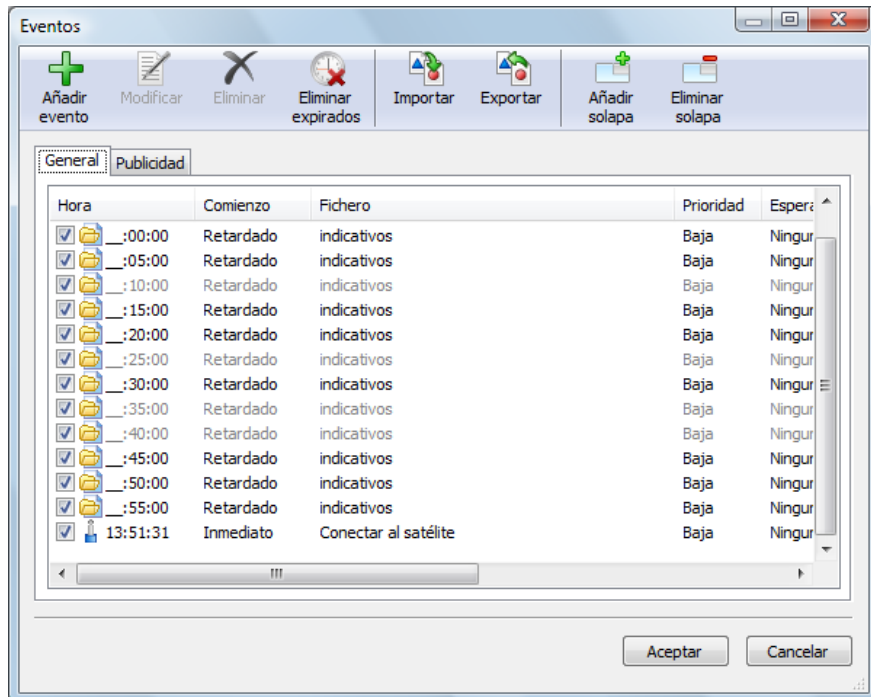 Eventos
Añadir evento
Modificar
Eliminar
Eliminar expirados
Importar
Exportar
Añadir solapa
Eliminar solapa
General Publicidad
Hora Comienzo Fichero Prioridad Espera
__:00:00 Retardado indicativos Baja Ningur
__:05:00 Retardado indicativos Baja Ningur
__:10:00 Retardado indicativos Baja Ningur
__:15:00 Retardado indicativos Baja Ningur
__:20:00 Retardado indicativos Baja Ningur
__:25:00 Retardado indicativos Baja Ningur
__:30:00 Retardado indicativos Baja Ningur
__:35:00 Retardado indicativos Baja Ningur
__:40:00 Retardado indicativos Baja Ningur
__:45:00 Retardado indicativos Baja Ningur
__:50:00 Retardado indicativos Baja Ningur
__:55:00 Retardado indicativos Baja Ningur
13:51:31 Inmediato Conectar al satélite Baja Ningur
Aceptar Cancelar